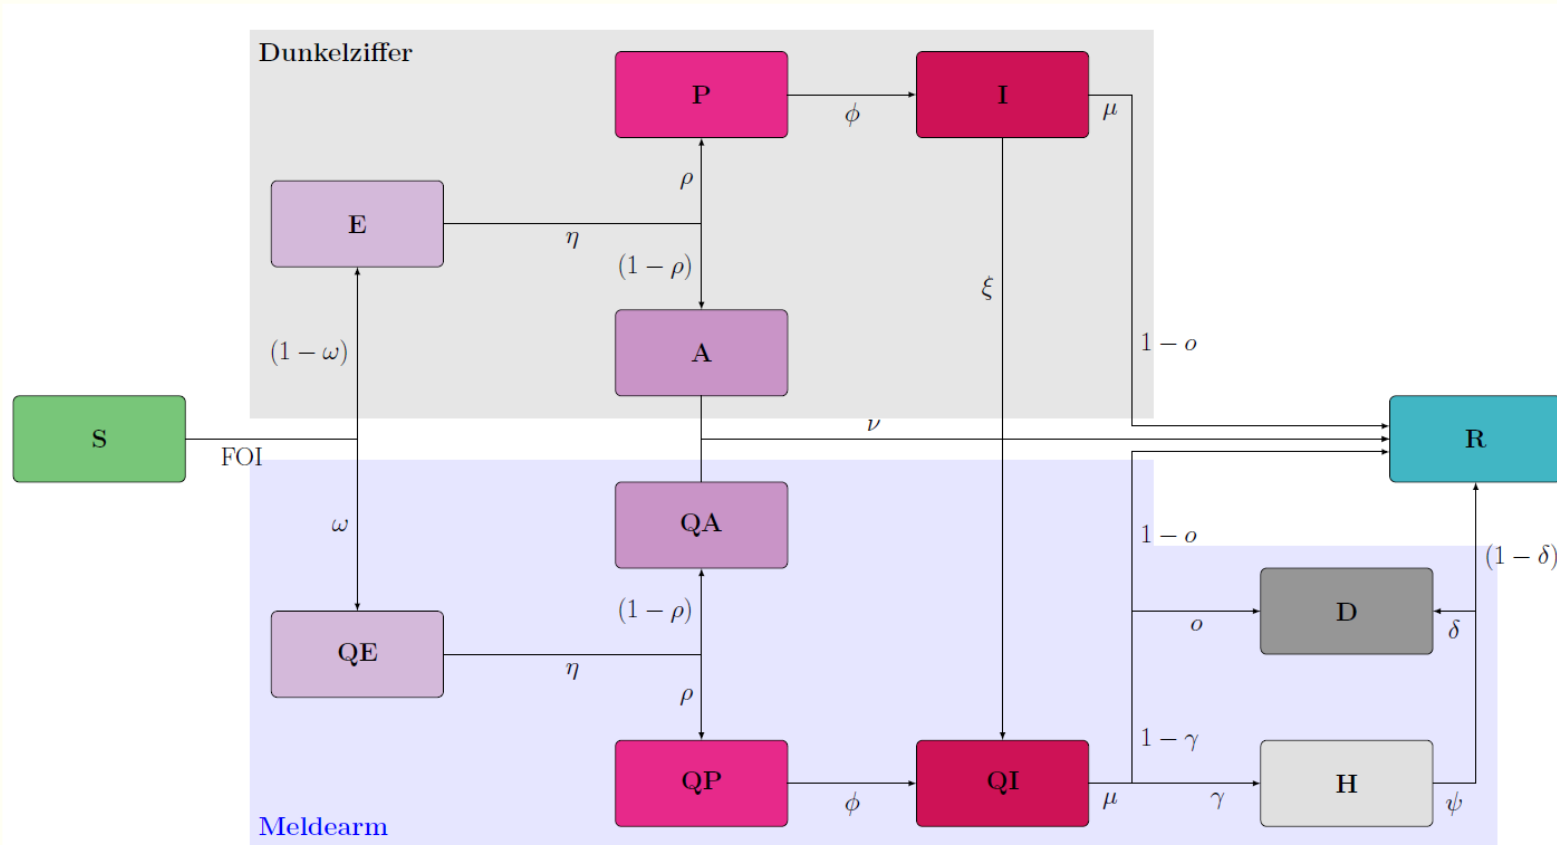 Dunkelziffer
P
ϕ
I
μ
ρ
E
η
(1 − ρ)
ξ
(1 − ω)
A
1 − o
S
FOI
ν
R
ω
QA
1 − o
(1 − δ)
(1 − ρ)
D
o
δ
QE
η
ρ
1 − γ
QP
ϕ
QI
μ
γ
H
ψ
Meldearm